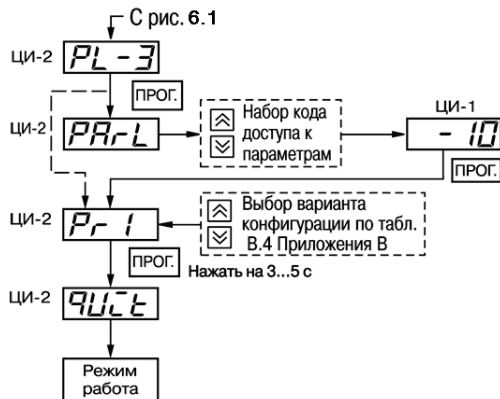 С рис. 6.1
ЦИ-2
PL-3
ПРОГ.
ЦИ-2
PArL
Набор кода
доступа к
параметрам
ЦИ-1
-10
ПРОГ.
ЦИ-2
Pr1
Выбор варианта
конфигурации по табл.
В.4 Приложения В
ПРОГ.
Нажать на 3...5 с
ЦИ-2
qUit
Режим
работа